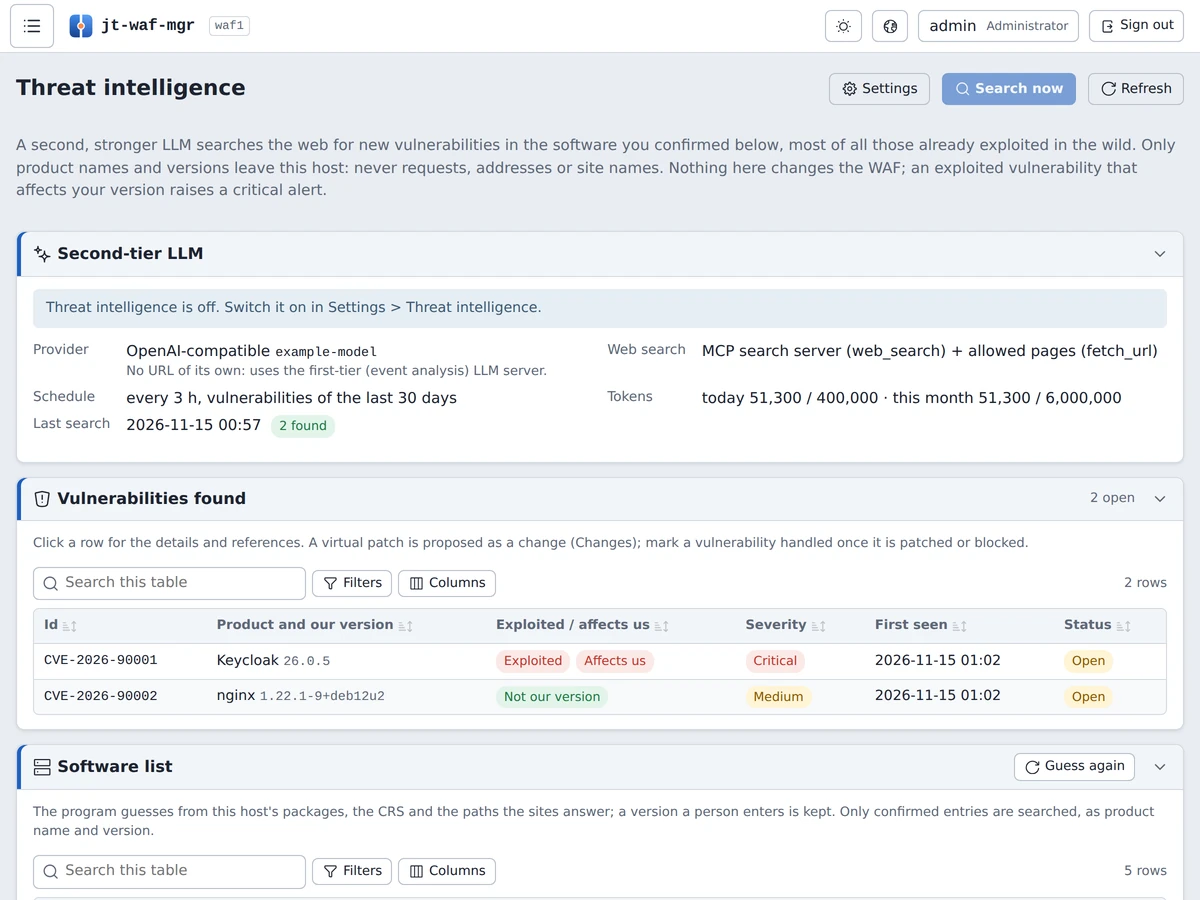 jt-waf-mgr waf1 admin Administrator Sign out
Threat intelligence Settings Search now Refresh
A second, stronger LLM searches the web for new vulnerabilities in the software you confirmed below, most of all those already exploited in the wild. Only
product names and versions leave this host: never requests, addresses or site names. Nothing here changes the WAF; an exploited vulnerability that
affects your version raises a critical alert.
Second-tier LLM
Threat intelligence is off. Switch it on in Settings > Threat intelligence.
Provider OpenAI-compatible example-model Web search MCP search server (web_search) + allowed pages (fetch_url)
No URL of its own: uses the first-tier (event analysis) LLM server.
Schedule every 3 h, vulnerabilities of the last 30 days Tokens today 51,300 / 400,000 · this month 51,300 / 6,000,000
Last search 2026-11-15 00:57 2 found
Vulnerabilities found 2 open
Click a row for the details and references. A virtual patch is proposed as a change (Changes); mark a vulnerability handled once it is patched or blocked.
Search this table Filters Columns 2 rows
Id Product and our version Exploited / affects us Severity First seen Status
CVE-2026-90001 Keycloak 26.0.5 Exploited Affects us Critical 2026-11-15 01:02 Open
CVE-2026-90002 nginx 1.22.1-9+deb12u2 Not our version Medium 2026-11-15 01:02 Open
Software list Guess again
The program guesses from this host's packages, the CRS and the paths the sites answer; a version a person enters is kept. Only confirmed entries are searched, as product
name and version.
Search this table Filters Columns 5 rows